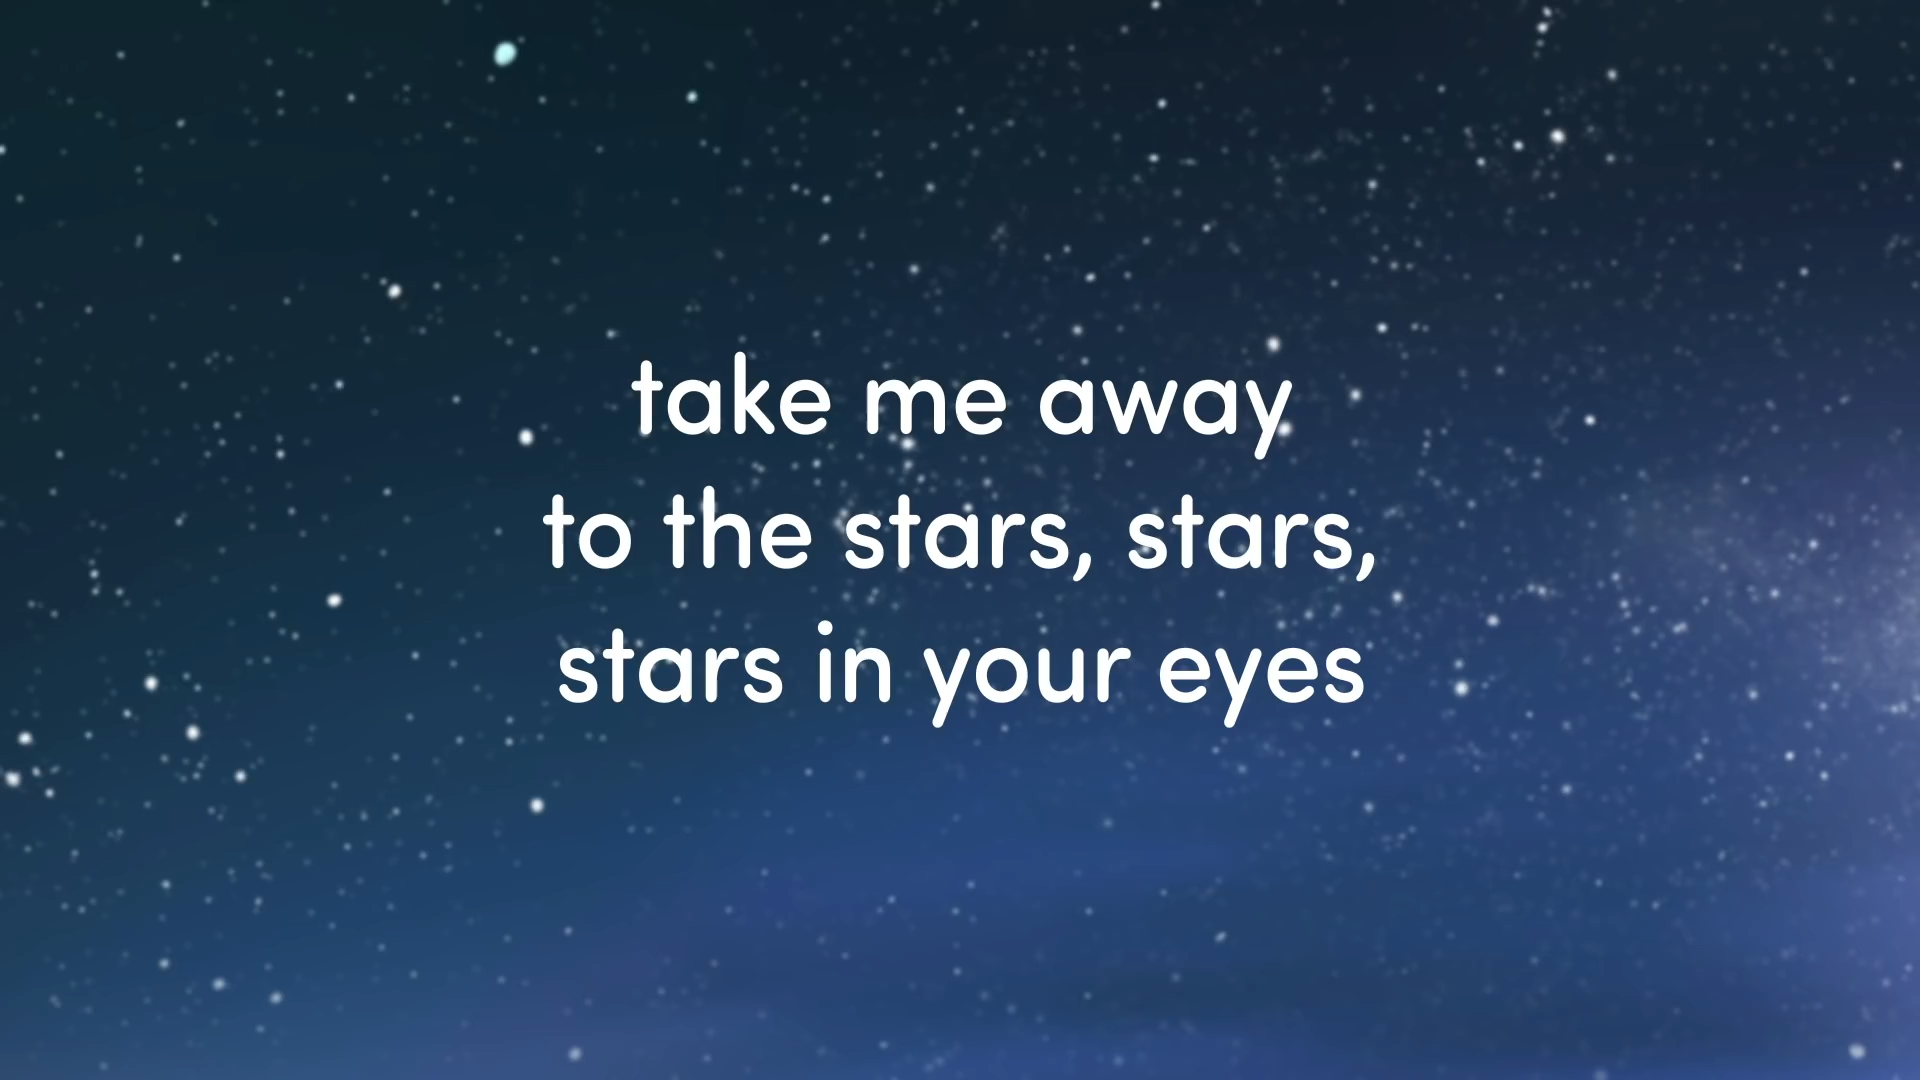 take me away
to the stars, stars,
stars in your eyes